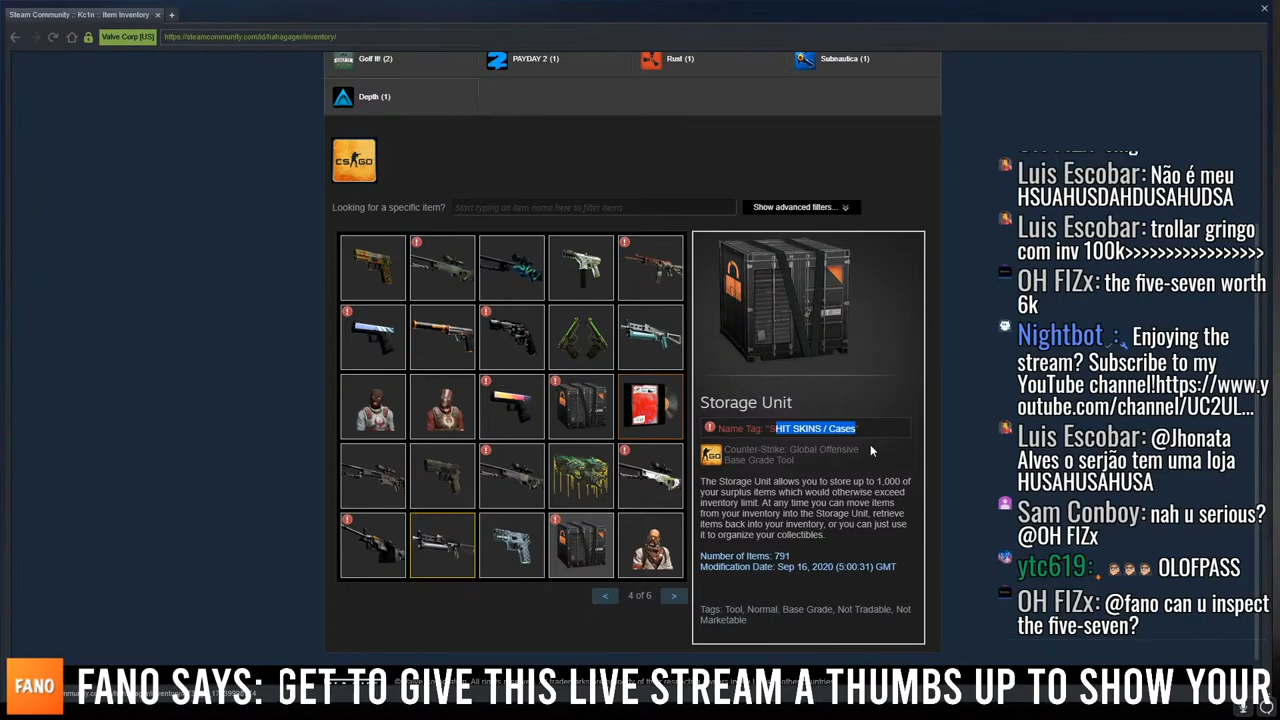 Steam Community :: Kc1n :: Item Inventory
Valve Corp [US]
https://steamcommunity.com/id/hahagager/inventory/
Golf It! (2)
PAYDAY 2 (1)
Rust (1)
Subnautica (1)
Depth (1)
CS GO
Looking for a specific item?
Start typing an item name here to filter items
Show advanced filters...
4 of 6
Storage Unit
Name Tag: "SHIT SKINS / Cases"
Counter-Strike: Global Offensive
Base Grade Tool
The Storage Unit allows you to store up to 1,000 of
your surplus items which would otherwise exceed
inventory limit. At any time you can move items
from your inventory into the Storage Unit, retrieve
items back into your inventory, or you can just use
it to organize your collectibles.
Number of Items: 791
Modification Date: Sep 16, 2020 (5:00:31) GMT
Tags: Tool, Normal, Base Grade, Not Tradable, Not
Marketable
Luis Escobar: Não é meu
HSUAHUSDAHDUSAHUDSA
Luis Escobar: trollar gringo
com inv 100k>>>>>>>>>>>>>>>>
OH FIZx: the five-seven worth
6k
Nightbot: Enjoying the
stream? Subscribe to my
YouTube channel!https://www.y
outube.com/channel/UC2UL...
Luis Escobar: @Jhonata
Alves o serjão tem uma loja
HUSAHUSAHUSA
Sam Conboy: nah u serious?
@OH FIZx
ytc619: OLOFPASS
OH FIZx: @fano can u inspect
the five-seven?
FANO
FANO SAYS: GET TO GIVE THIS LIVE STREAM A THUMBS UP TO SHOW YOUR